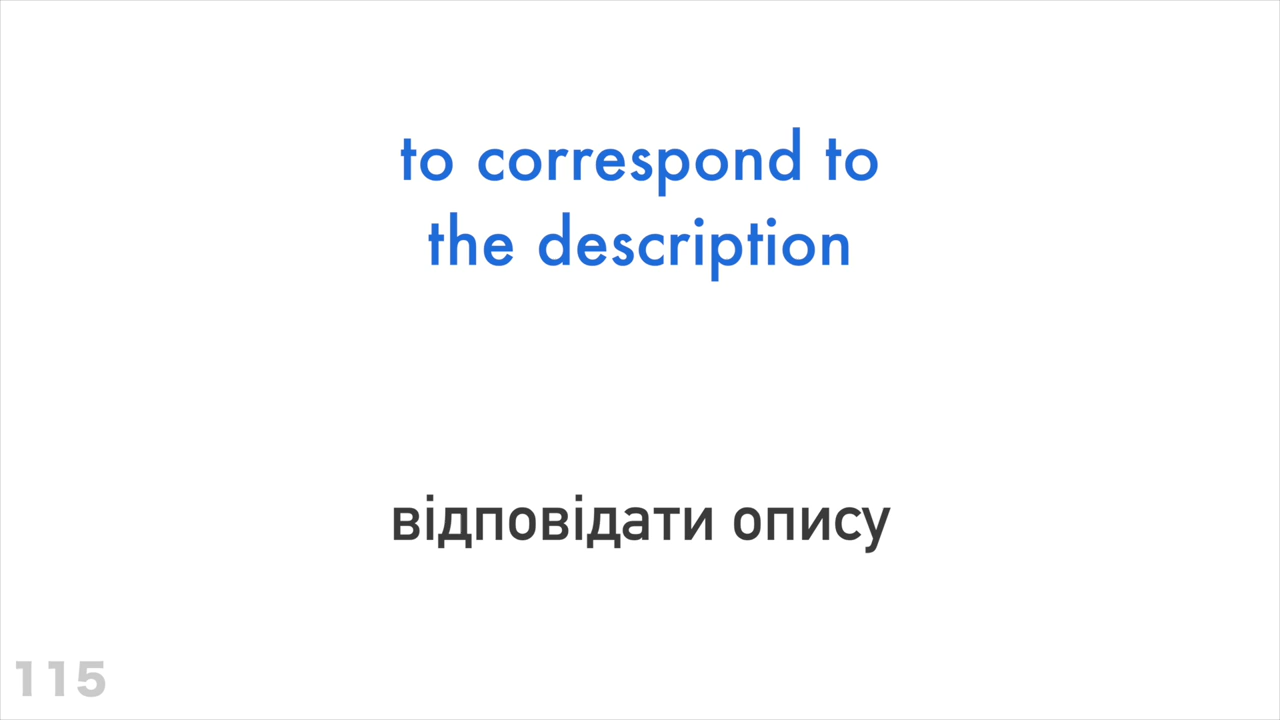 to correspond to
the description
відповідати опису
115